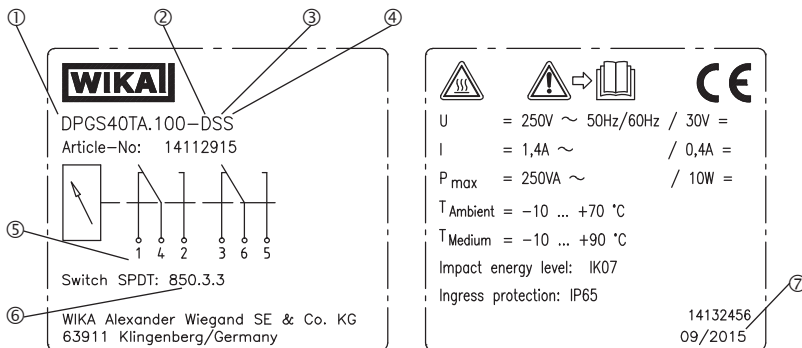 ① ② ③ ④
WIKA
DPGS40TA.100-DSS
Article-No: 14112915
⑤
1 4 2 3 6 5
Switch SPDT: 850.3.3
⑥
WIKA Alexander Wiegand SE & Co. KG
63911 Klingenberg/Germany
CE
U = 250V ~ 50Hz/60Hz / 30V =
I = 1,4A ~ / 0,4A =
Pmax = 250VA ~ / 10W =
TAmbient = -10 ... +70 °C
TMedium = -10 ... +90 °C
Impact energy level: IK07
Ingress protection: IP65
⑦
14132456
09/2015